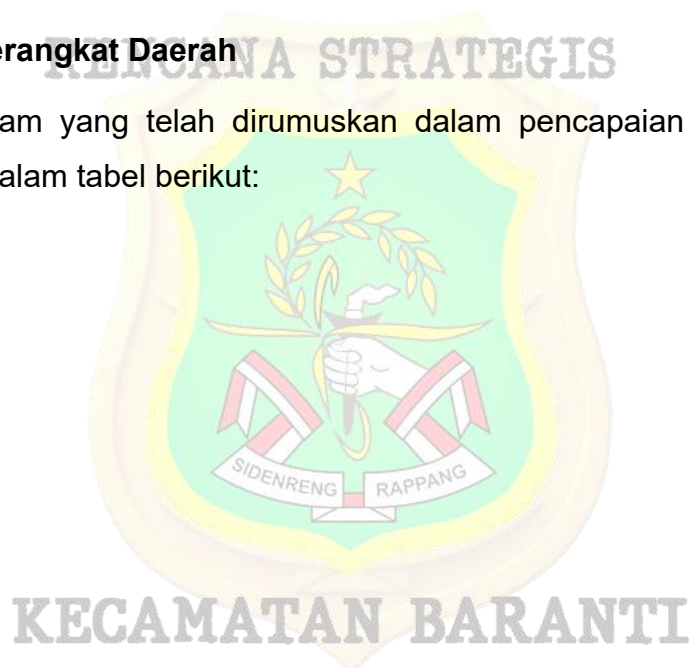 RENCANA STRATEGIS
erangkat Daerah
am yang telah dirumuskan dalam pencapaian
alam tabel berikut:
SIDENRENG RAPPANG
KECAMATAN BARANTI